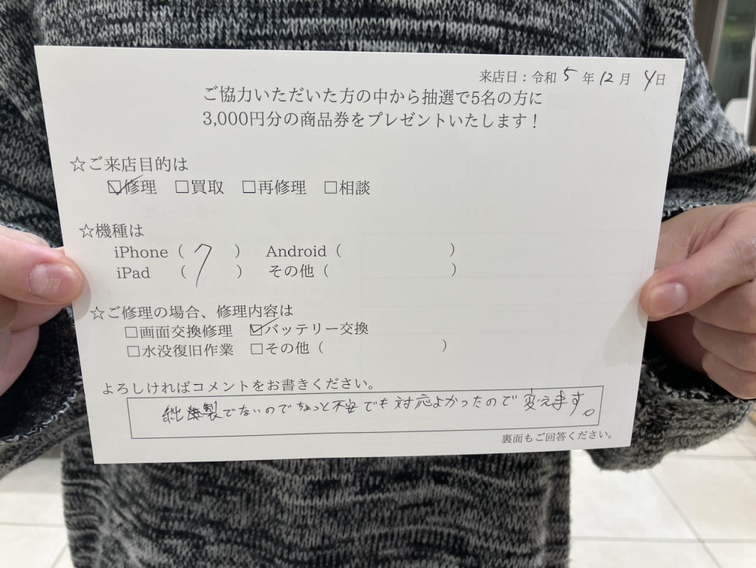 来店日：令和 5 年 12 月 4 日
ご協力いただいた方の中から抽選で5名の方に
3,000円分の商品券をプレゼントいたします！
☆ご来店目的は
☑修理 □買取 □再修理 □相談
☆機種は
iPhone（ 7 ） Android（ ）
iPad （ ） その他（ ）
☆ご修理の場合、修理内容は
□画面交換修理 ☑バッテリー交換
□水没復旧作業 □その他（ ）
よろしければコメントをお書きください。
純製でないのでちょっと不安でも対応よかったので変えます。
裏面もご回答ください。